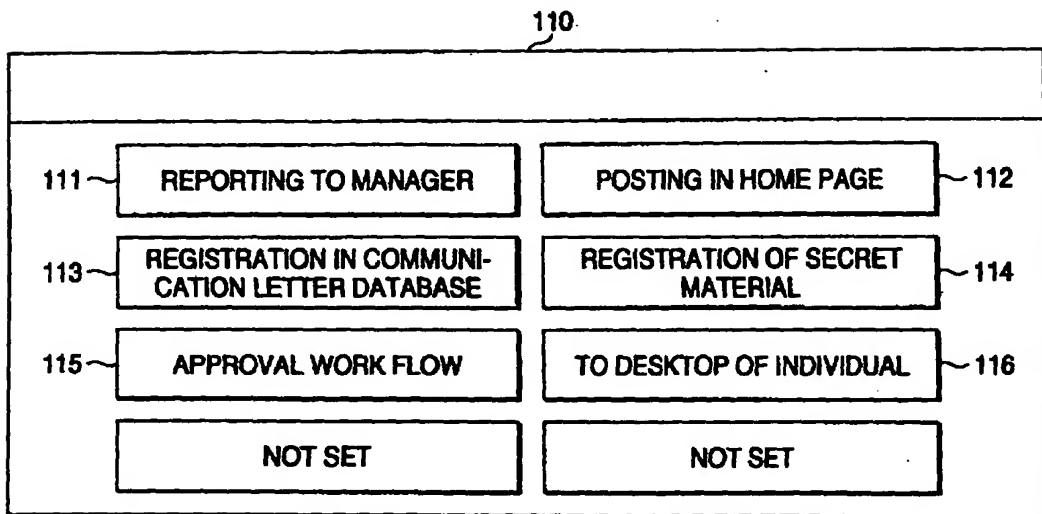 110
111 REPORTING TO MANAGER POSTING IN HOME PAGE 112
113 REGISTRATION IN COMMUNI-
CATION LETTER DATABASE REGISTRATION OF SECRET
MATERIAL 114
115 APPROVAL WORK FLOW TO DESKTOP OF INDIVIDUAL 116
NOT SET NOT SET